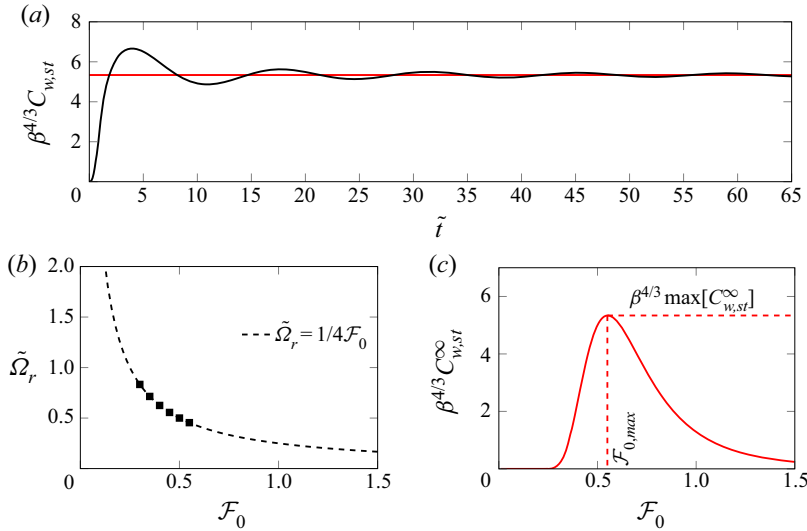 (a)
8
6
4
2
0
β^{4/3}C_{w,st}
5 10 15 20 25 30 35 40 45 50 55 60 65
t̃
(b)
2.0
1.5
1.0
0.5
0
Ω̃_r
Ω̃_r = 1/4ℱ_0
0.5 1.0 1.5
ℱ_0
(c)
6
4
2
0
β^{4/3}C^∞_{w,st}
β^{4/3} max[C^∞_{w,st}]
ℱ_{0,max}
0.5 1.0 1.5
ℱ_0